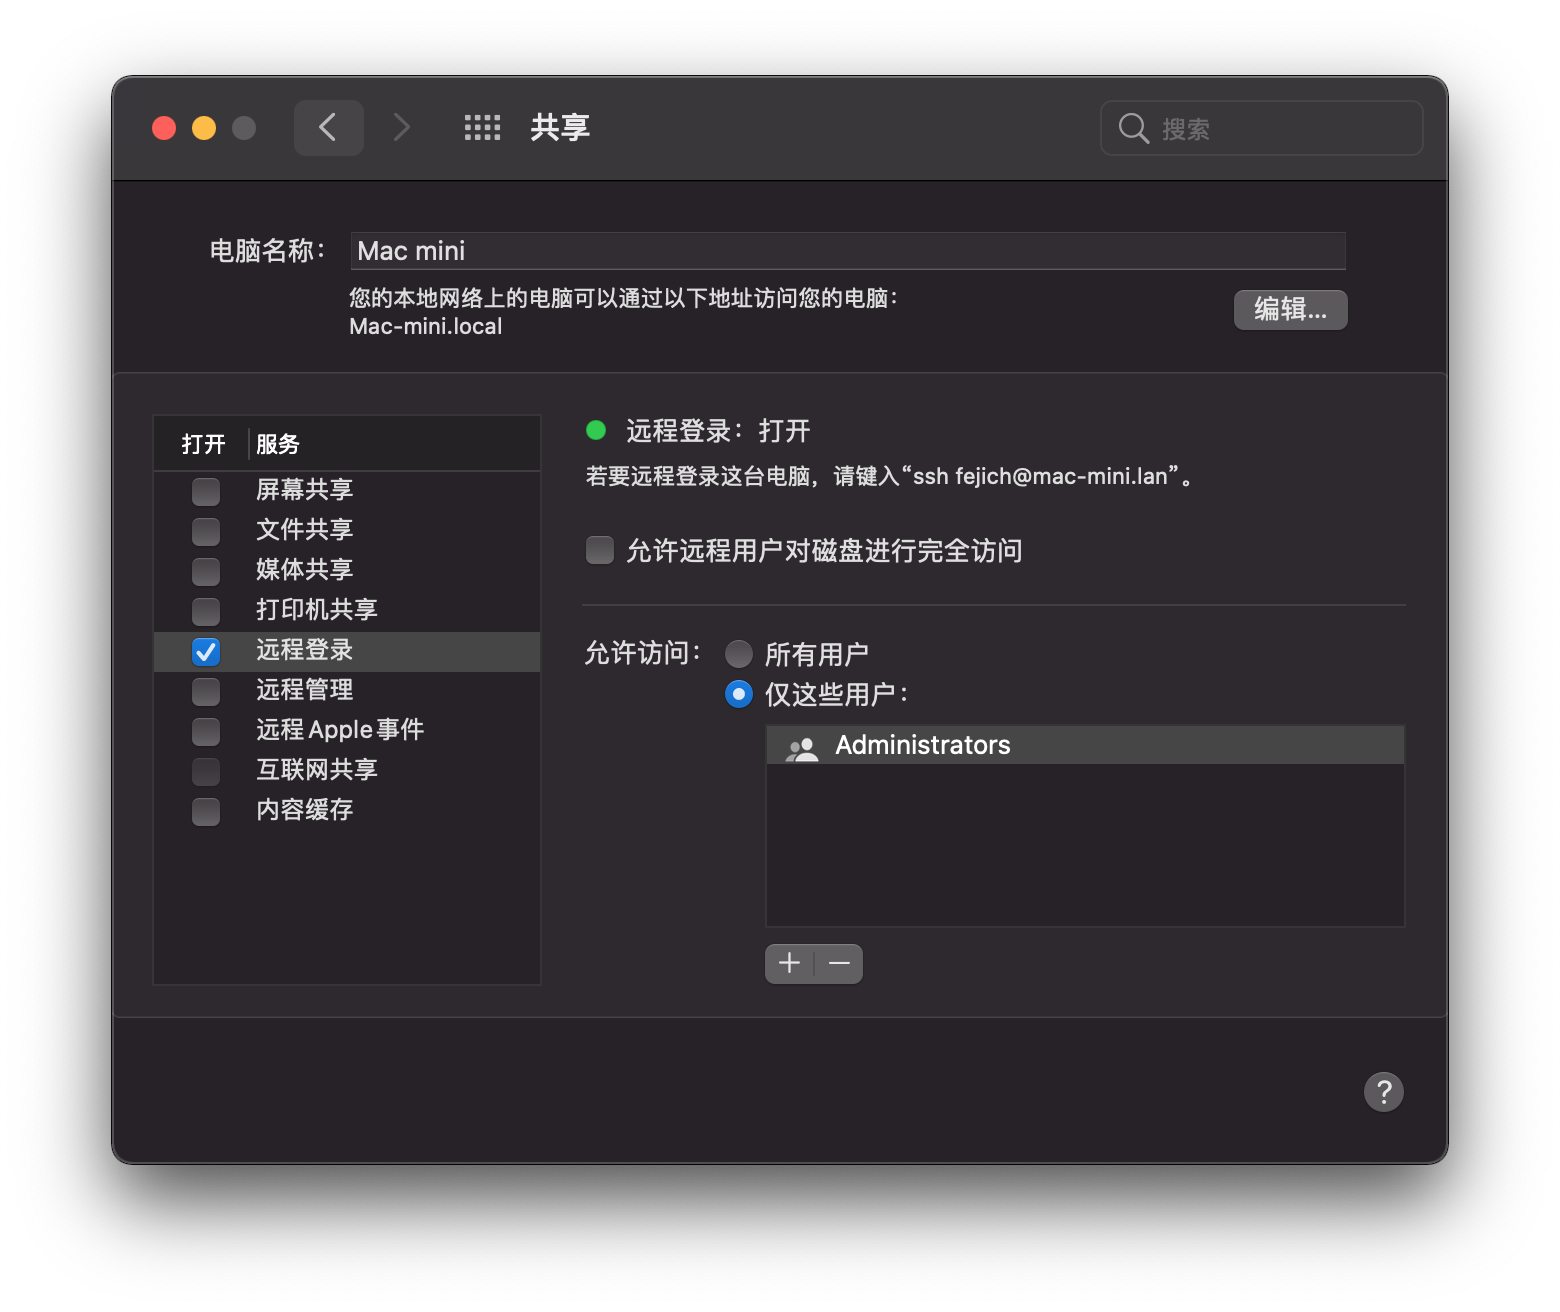 共享
搜索
电脑名称：
Mac mini
您的本地网络上的电脑可以通过以下地址访问您的电脑：
Mac-mini.local
编辑...
打开 服务
屏幕共享
文件共享
媒体共享
打印机共享
远程登录
远程管理
远程Apple事件
互联网共享
内容缓存
远程登录：打开
若要远程登录这台电脑，请键入“ssh fejich@mac-mini.lan”。
允许远程用户对磁盘进行完全访问
允许访问：
所有用户
仅这些用户：
Administrators
?